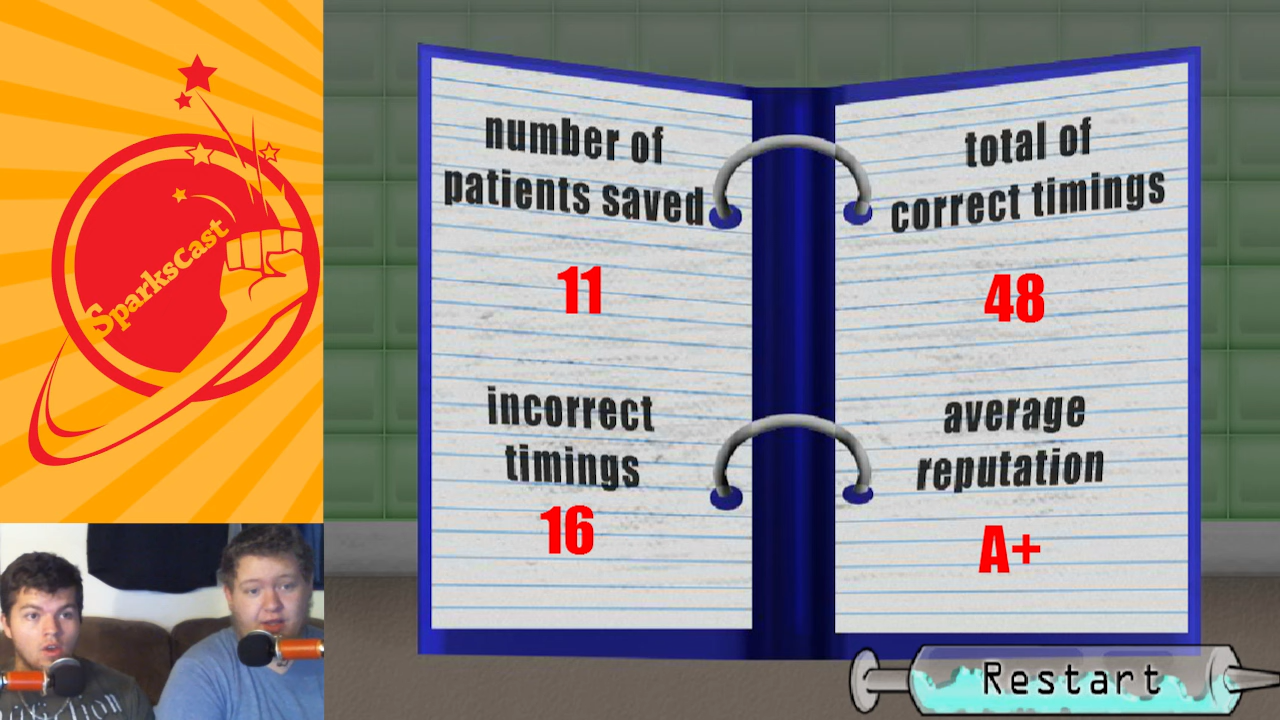 SparksCast
number of
patients saved
11
incorrect
timings
16
total of
correct timings
48
average
reputation
A+
Restart